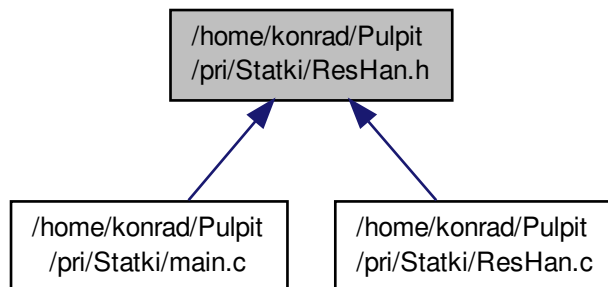 /home/konrad/Pulpit
/pri/Statki/ResHan.h
/home/konrad/Pulpit
/pri/Statki/main.c
/home/konrad/Pulpit
/pri/Statki/ResHan.c